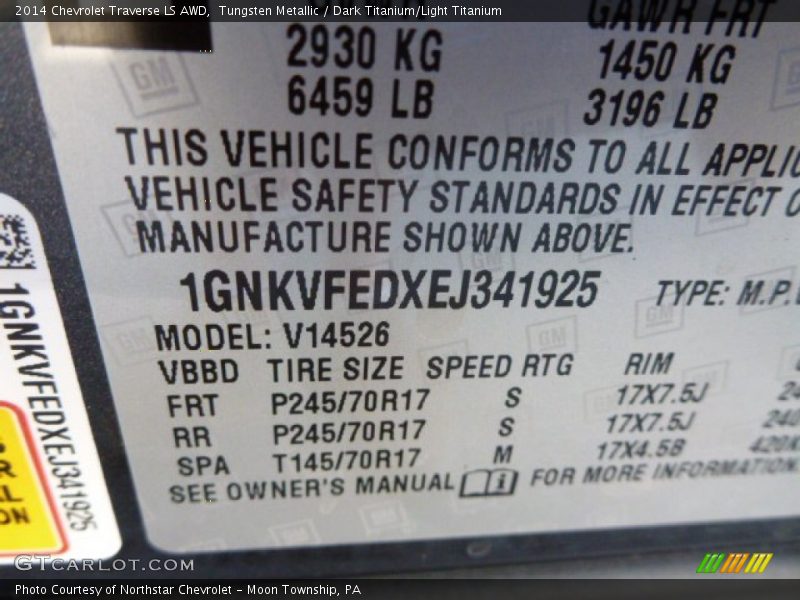 2014 Chevrolet Traverse LS AWD, Tungsten Metallic / Dark Titanium/Light Titanium
GAWR FRT
2930 KG 1450 KG
6459 LB 3196 LB
THIS VEHICLE CONFORMS TO ALL
VEHICLE SAFETY STANDARDS IN EFFECT
MANUFACTURE SHOWN ABOVE.
1GNKVFEDXEJ341925 TYPE: M.P.
MODEL: V14526
VBBD TIRE SIZE SPEED RTG RIM
FRT P245/70R17 S 17X7.5J
RR P245/70R17 S 17X7.5J
SPA T145/70R17 M 17X4.5B
SEE OWNER'S MANUAL FOR MORE INFORMATION.
1GNKVFEDXEJ341925
GM
GTCARLOT.COM
Photo Courtesy of Northstar Chevrolet - Moon Township, PA